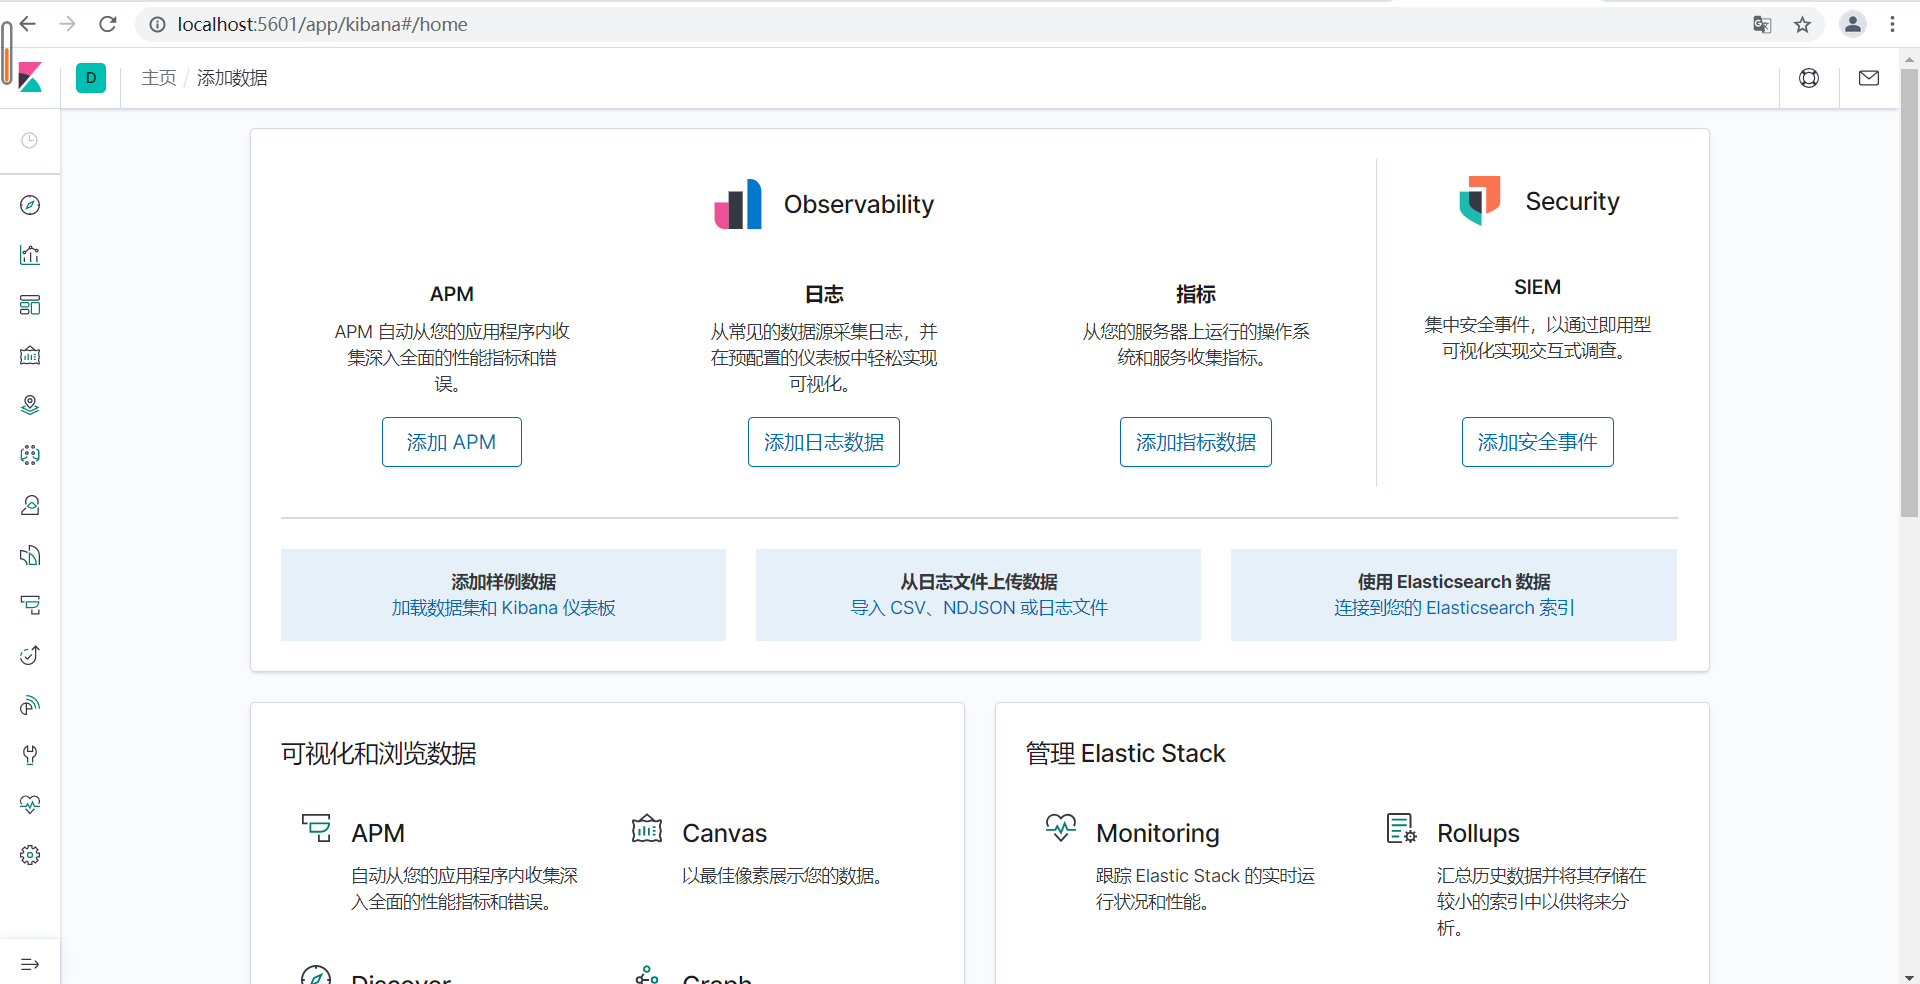 localhost:5601/app/kibana#/home
D
主页 / 添加数据
Observability
APM
APM 自动从您的应用程序内收
集深入全面的性能指标和错
误。
添加 APM
日志
从常见的数据源采集日志，并
在预配置的仪表板中轻松实现
可视化。
添加日志数据
指标
从您的服务器上运行的操作系
统和服务收集指标。
添加指标数据
Security
SIEM
集中安全事件，以通过即用型
可视化实现交互式调查。
添加安全事件
添加样例数据
加载数据集和 Kibana 仪表板
从日志文件上传数据
导入 CSV、NDJSON 或日志文件
使用 Elasticsearch 数据
连接到您的 Elasticsearch 索引
可视化和浏览数据
APM
自动从您的应用程序内收集深
入全面的性能指标和错误。
Canvas
以最佳像素展示您的数据。
Discover
Graph
管理 Elastic Stack
Monitoring
跟踪 Elastic Stack 的实时运
行状况和性能。
Rollups
汇总历史数据并将其存储在
较小的索引中以供将来分
析。